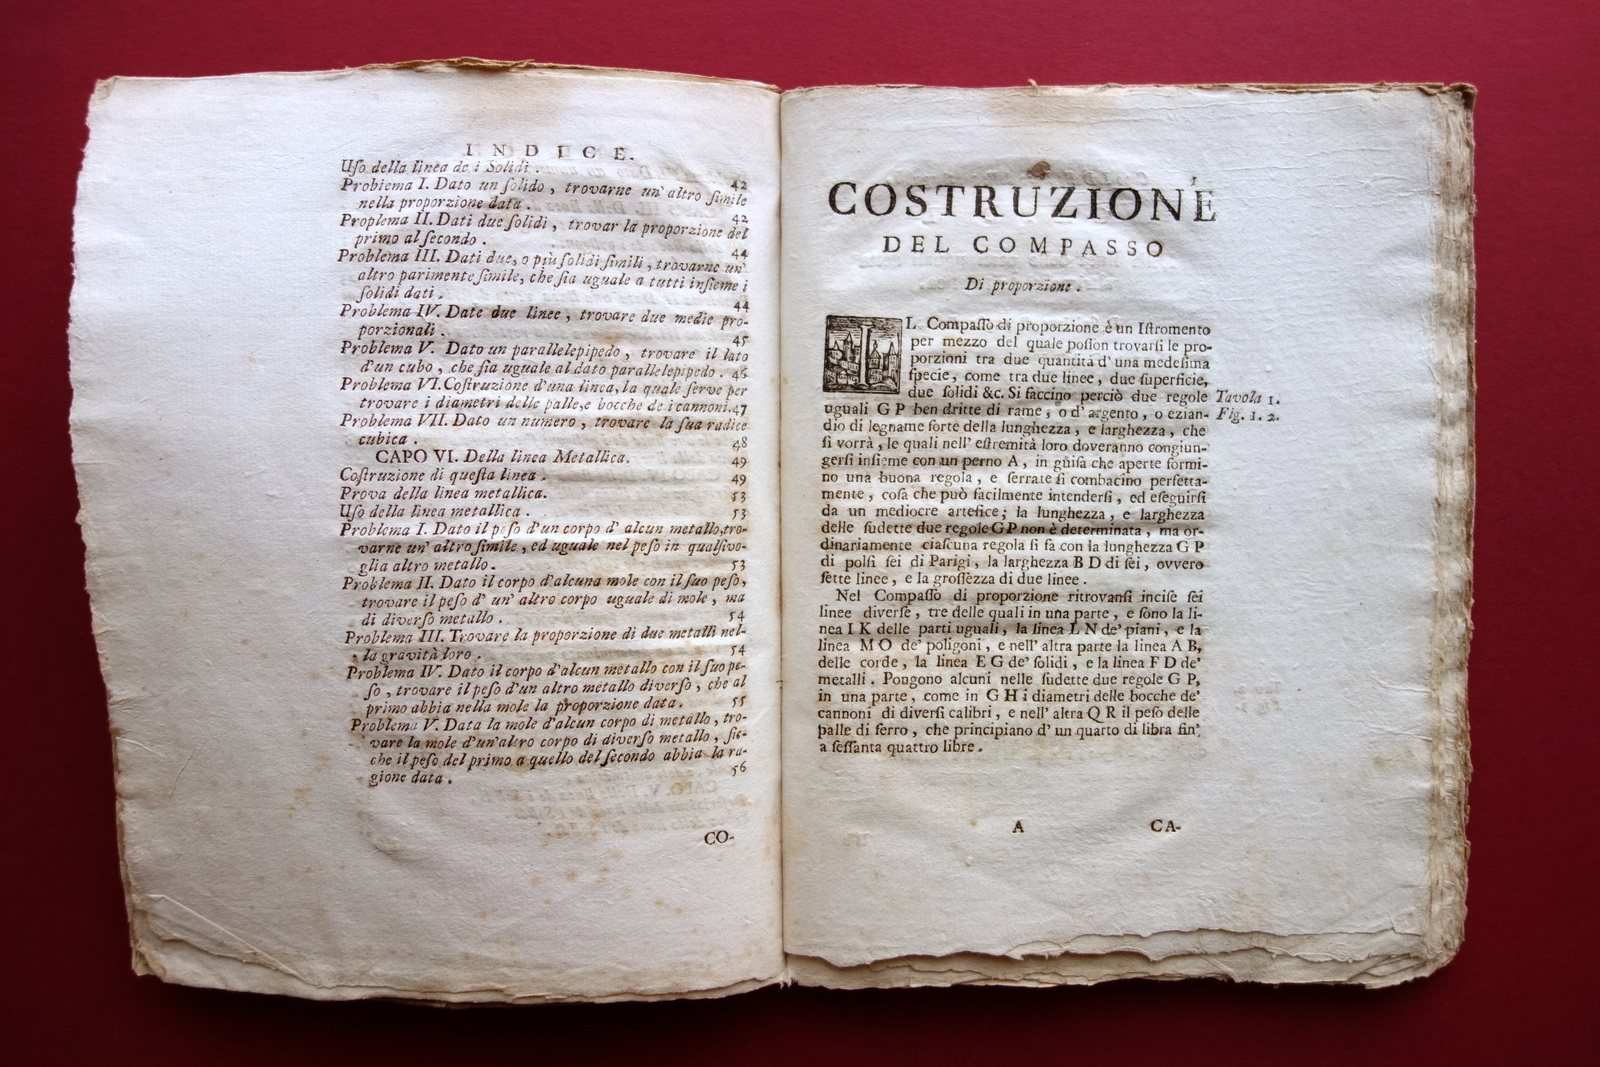 INDICE.
Uſo della linea de i Solidi. 42
Problema I. Dato un ſolido, trovarne un' altro ſimile
nella proporzione data. 42
Proplema II. Dati due ſolidi, trovar la proporzione del
primo al ſecondo. 44
Problema III. Dati due, o più ſolidi ſimili, trovarne un'
altro parimente ſimile, che ſia uguale a tutti inſieme i
ſolidi dati. 44
Problema IV. Date due linee, trovare due medie pro-
porzionali. 45
Problema V. Dato un parallelepipedo, trovare il lato
d'un cubo, che ſia uguale al dato parallelepipedo. 46
Problema VI. Coſtruzione d'una linea, la quale ſerve per
trovare i diametri delle palle, e bocche de i cannoni. 47
Problema VII. Dato un numero, trovare la ſua radice
cubica. 48
CAPO VI. Della linea Metallica. 49
Coſtruzione di queſta linea. 49
Prova della linea metallica. 53
Uſo della linea metallica. 53
Problema I. Dato il peſo d'un corpo d' alcun metallo, tro-
varne un' altro ſimile, ed uguale nel peſo in qualſivo-
glia altro metallo. 53
Problema II. Dato il corpo d'alcuna mole con il ſuo peſo,
trovare il peſo d' un' altro corpo uguale di mole, ma
di diverſo metallo. 54
Problema III. Trovare la proporzione di due metalli nel-
la gravità loro. 54
Problema IV. Dato il corpo d'alcun metallo con il ſuo pe-
ſo, trovare il peſo d'un altro metallo diverſo, che al
primo abbia nella mole la proporzione data. 55
Problema V. Data la mole d'alcun corpo di metallo, tro-
vare la mole d'un'altro corpo di diverſo metallo, ſic-
che il peſo del primo a quello del ſecondo abbia la ra-
gione data. 56
CO-
COSTRUZIONE
DEL COMPASSO
Di proporzione.
IL Compaſſo di proporzione è un Iſtromento
per mezzo del quale poſſon trovarſi le pro-
porzioni tra due quantità d' una medeſima
ſpecie, come tra due linee, due ſuperficie,
due ſolidi &c. Si faccino perciò due regole
Tavola 1.
uguali G P ben dritte di rame, o d' argento, o ezian-
Fig. 1. 2.
dio di legname forte della lunghezza, e larghezza, che
ſi vorrà, le quali nell' eſtremità loro doveranno congiun-
gerſi inſieme con un perno A, in guiſa che aperte formi-
no una buona regola, e ſerrate ſi combacino perfetta-
mente, coſa che può facilmente intenderſi, ed eſeguirſi
da un mediocre artefice; la lunghezza, e larghezza
delle ſudette due regole G P non è determinata, ma or-
dinariamente ciaſcuna regola ſi fa con la lunghezza G P
di polſi ſei di Parigi, la larghezza B D di ſei, ovvero
ſette linee, e la groſſezza di due linee.
Nel Compaſſo di proporzione ritrovanſi inciſe ſei
linee diverſe, tre delle quali in una parte, e ſono la li-
nea I K delle parti uguali, la linea L N de' piani, e la
linea M O de' poligoni, e nell' altra parte la linea A B,
delle corde, la linea E G de' ſolidi, e la linea F D de'
metalli. Pongono alcuni nelle ſudette due regole G P,
in una parte, come in G H i diametri delle bocche de'
cannoni di diverſi calibri, e nell' altra Q R il peſo delle
palle di ferro, che principiano d' un quarto di libra fin'
a ſeſſanta quattro libre.
A
CA-